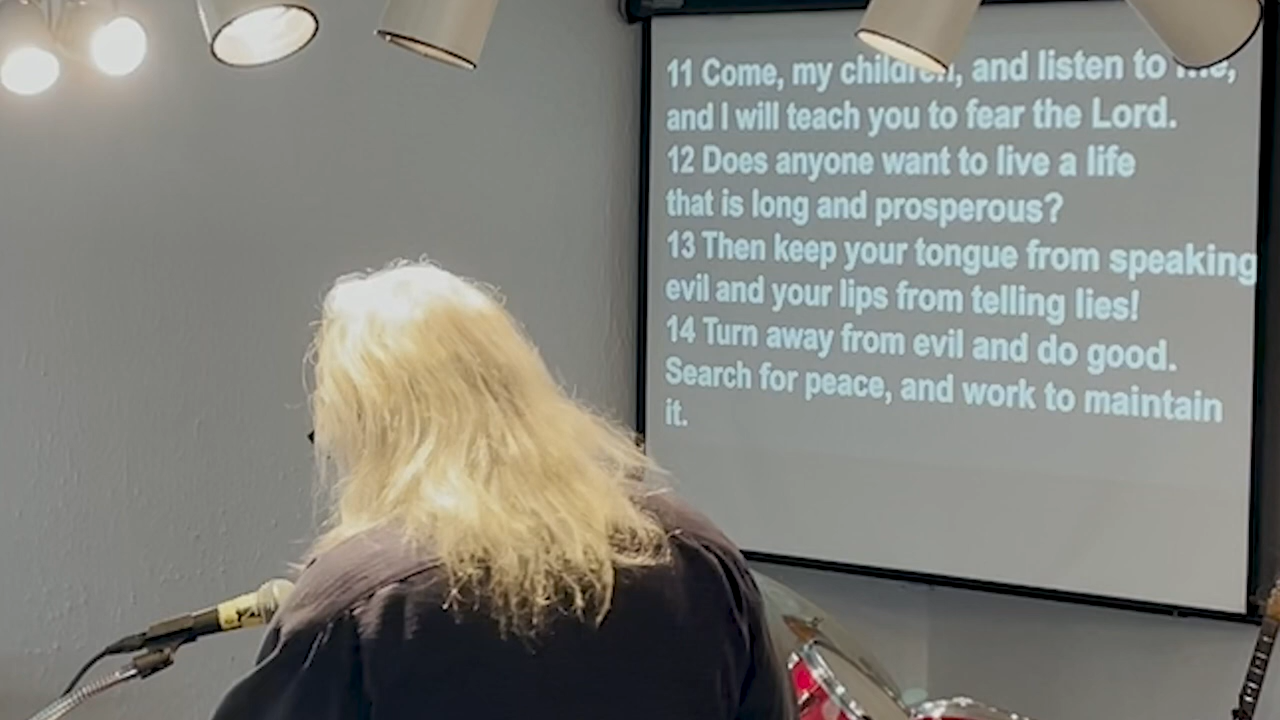 11 Come, my children, and listen to me,
and I will teach you to fear the Lord.
12 Does anyone want to live a life
that is long and prosperous?
13 Then keep your tongue from speaking
evil and your lips from telling lies!
14 Turn away from evil and do good.
Search for peace, and work to maintain
it.